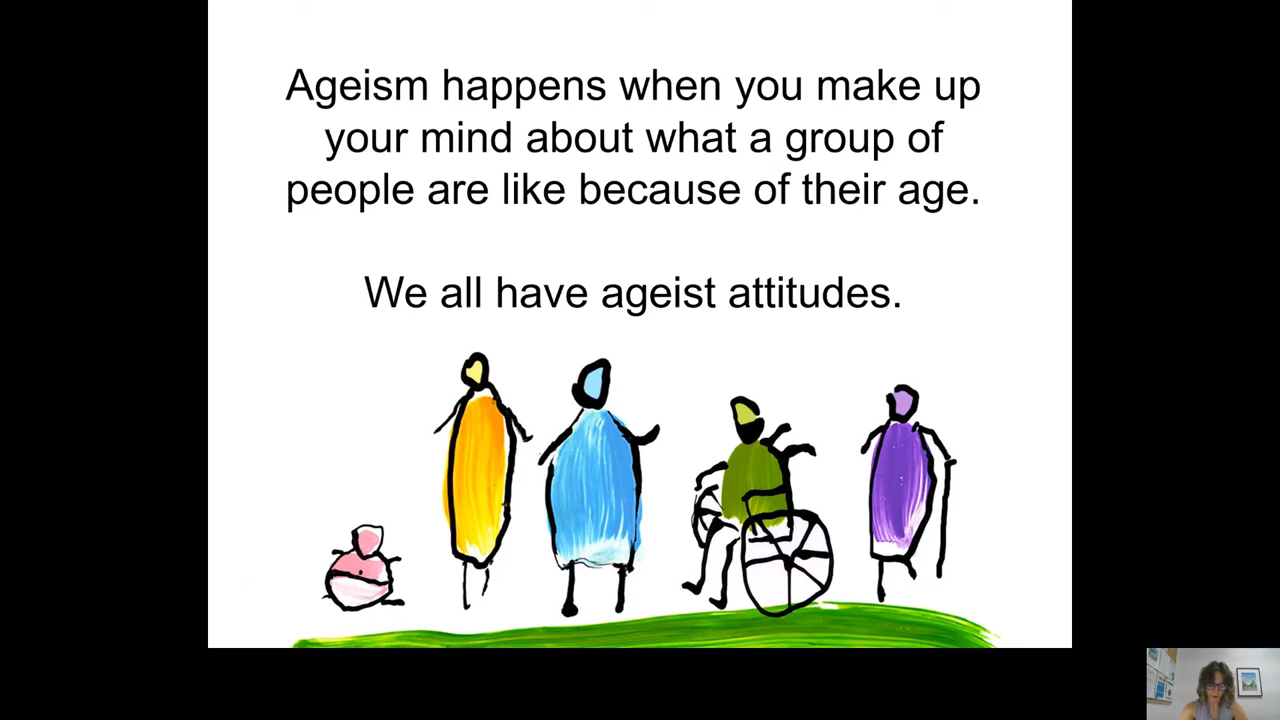 Ageism happens when you make up
your mind about what a group of
people are like because of their age.
We all have ageist attitudes.